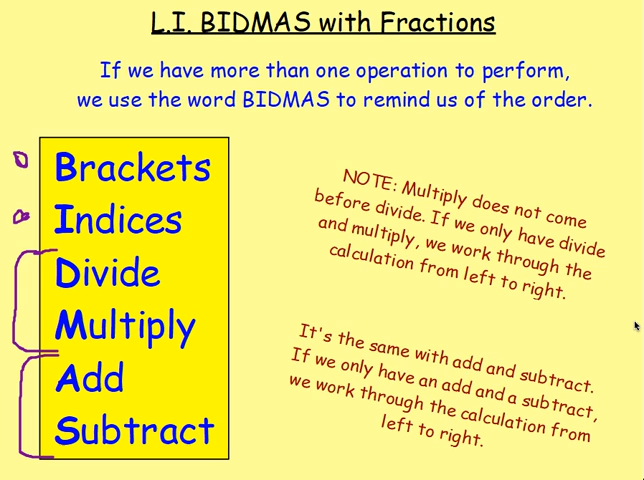 L.I. BIDMAS with Fractions
If we have more than one operation to perform,
we use the word BIDMAS to remind us of the order.
Brackets
Indices
Divide
Multiply
Add
Subtract
NOTE: Multiply does not come
before divide. If we only have divide
and multiply, we work through the
calculation from left to right.
It's the same with add and subtract.
If we only have an add and a subtract,
we work through the calculation from
left to right.